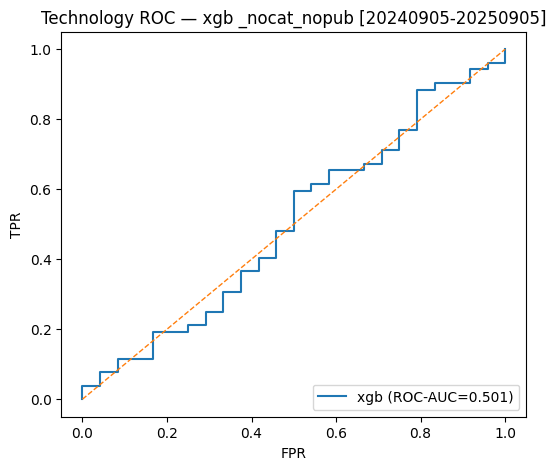 Technology ROC — xgb _nocat_nopub [20240905-20250905]
1.0
0.8
0.6
0.4
0.2
0.0
TPR
0.0 0.2 0.4 0.6 0.8 1.0
FPR
xgb (ROC-AUC=0.501)